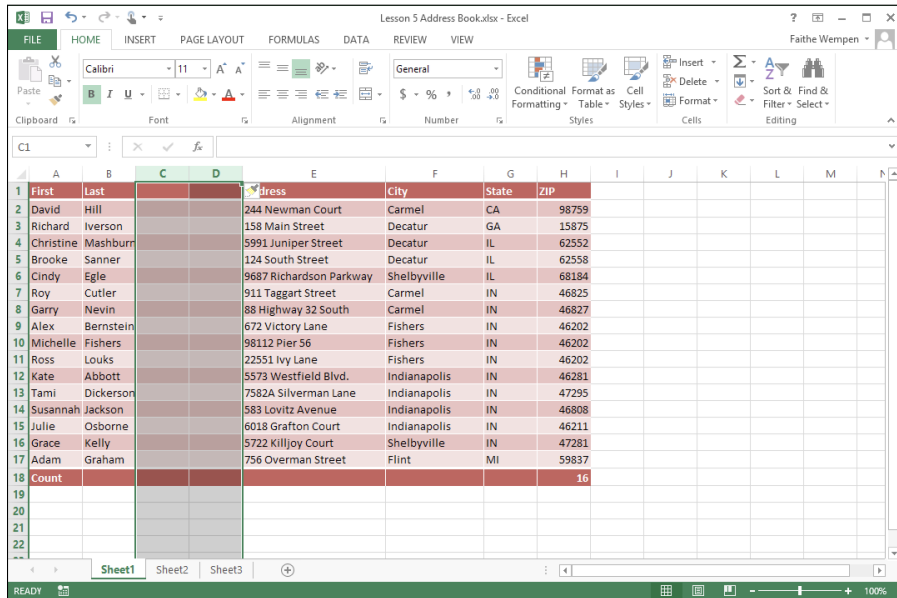 Lesson 5 Address Book.xlsx - Excel
?
FILE HOME INSERT PAGE LAYOUT FORMULAS DATA REVIEW VIEW Faithe Wempen
Paste
Calibri 11 A A
B I U A
General
$ % , .00 .0
Conditional Formatting
Format as Table
Cell Styles
Insert
Delete
Format
Sort & Filter
Find & Select
Clipboard Font Alignment Number Styles Cells Editing
C1 fx
A B C D E F G H I J K L M N
1 First Last dress City State ZIP
2 David Hill 244 Newman Court Carmel CA 98759
3 Richard Iverson 158 Main Street Decatur GA 15875
4 Christine Mashburn 5991 Juniper Street Decatur IL 62552
5 Brooke Sanner 124 South Street Decatur IL 62558
6 Cindy Egle 9687 Richardson Parkway Shelbyville IL 68184
7 Roy Cutler 911 Taggart Street Carmel IN 46825
8 Garry Nevin 88 Highway 32 South Carmel IN 46827
9 Alex Bernstein 672 Victory Lane Fishers IN 46202
10 Michelle Fishers 98112 Pier 56 Fishers IN 46202
11 Ross Louks 22551 Ivy Lane Fishers IN 46202
12 Kate Abbott 5573 Westfield Blvd. Indianapolis IN 46281
13 Tami Dickerson 7582A Silverman Lane Indianapolis IN 47295
14 Susannah Jackson 583 Lovitz Avenue Indianapolis IN 46808
15 Julie Osborne 6018 Grafton Court Indianapolis IN 46211
16 Grace Kelly 5722 Killjoy Court Shelbyville IN 47281
17 Adam Graham 756 Overman Street Flint MI 59837
18 Count 16
19
20
21
22
Sheet1 Sheet2 Sheet3
READY 100%